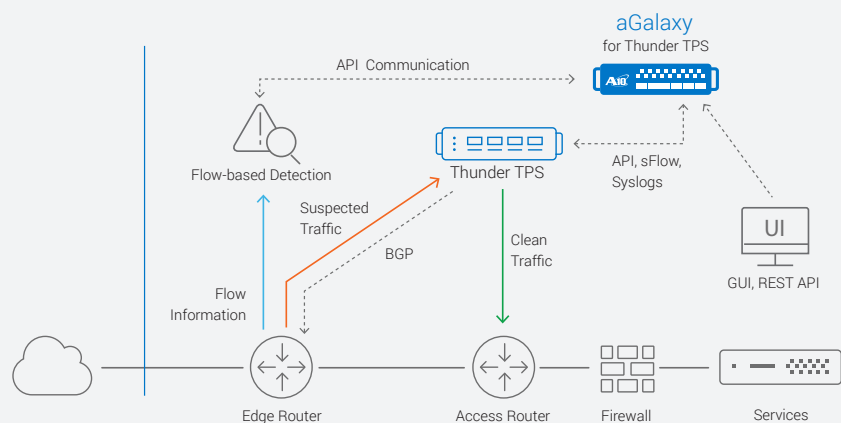 aGalaxy
for Thunder TPS
A10
API Communication
Flow-based Detection
Thunder TPS
API, sFlow,
Syslogs
Suspected
Traffic
BGP
Clean
Traffic
UI
GUI, REST API
Flow
Information
Edge Router
Access Router
Firewall
Services